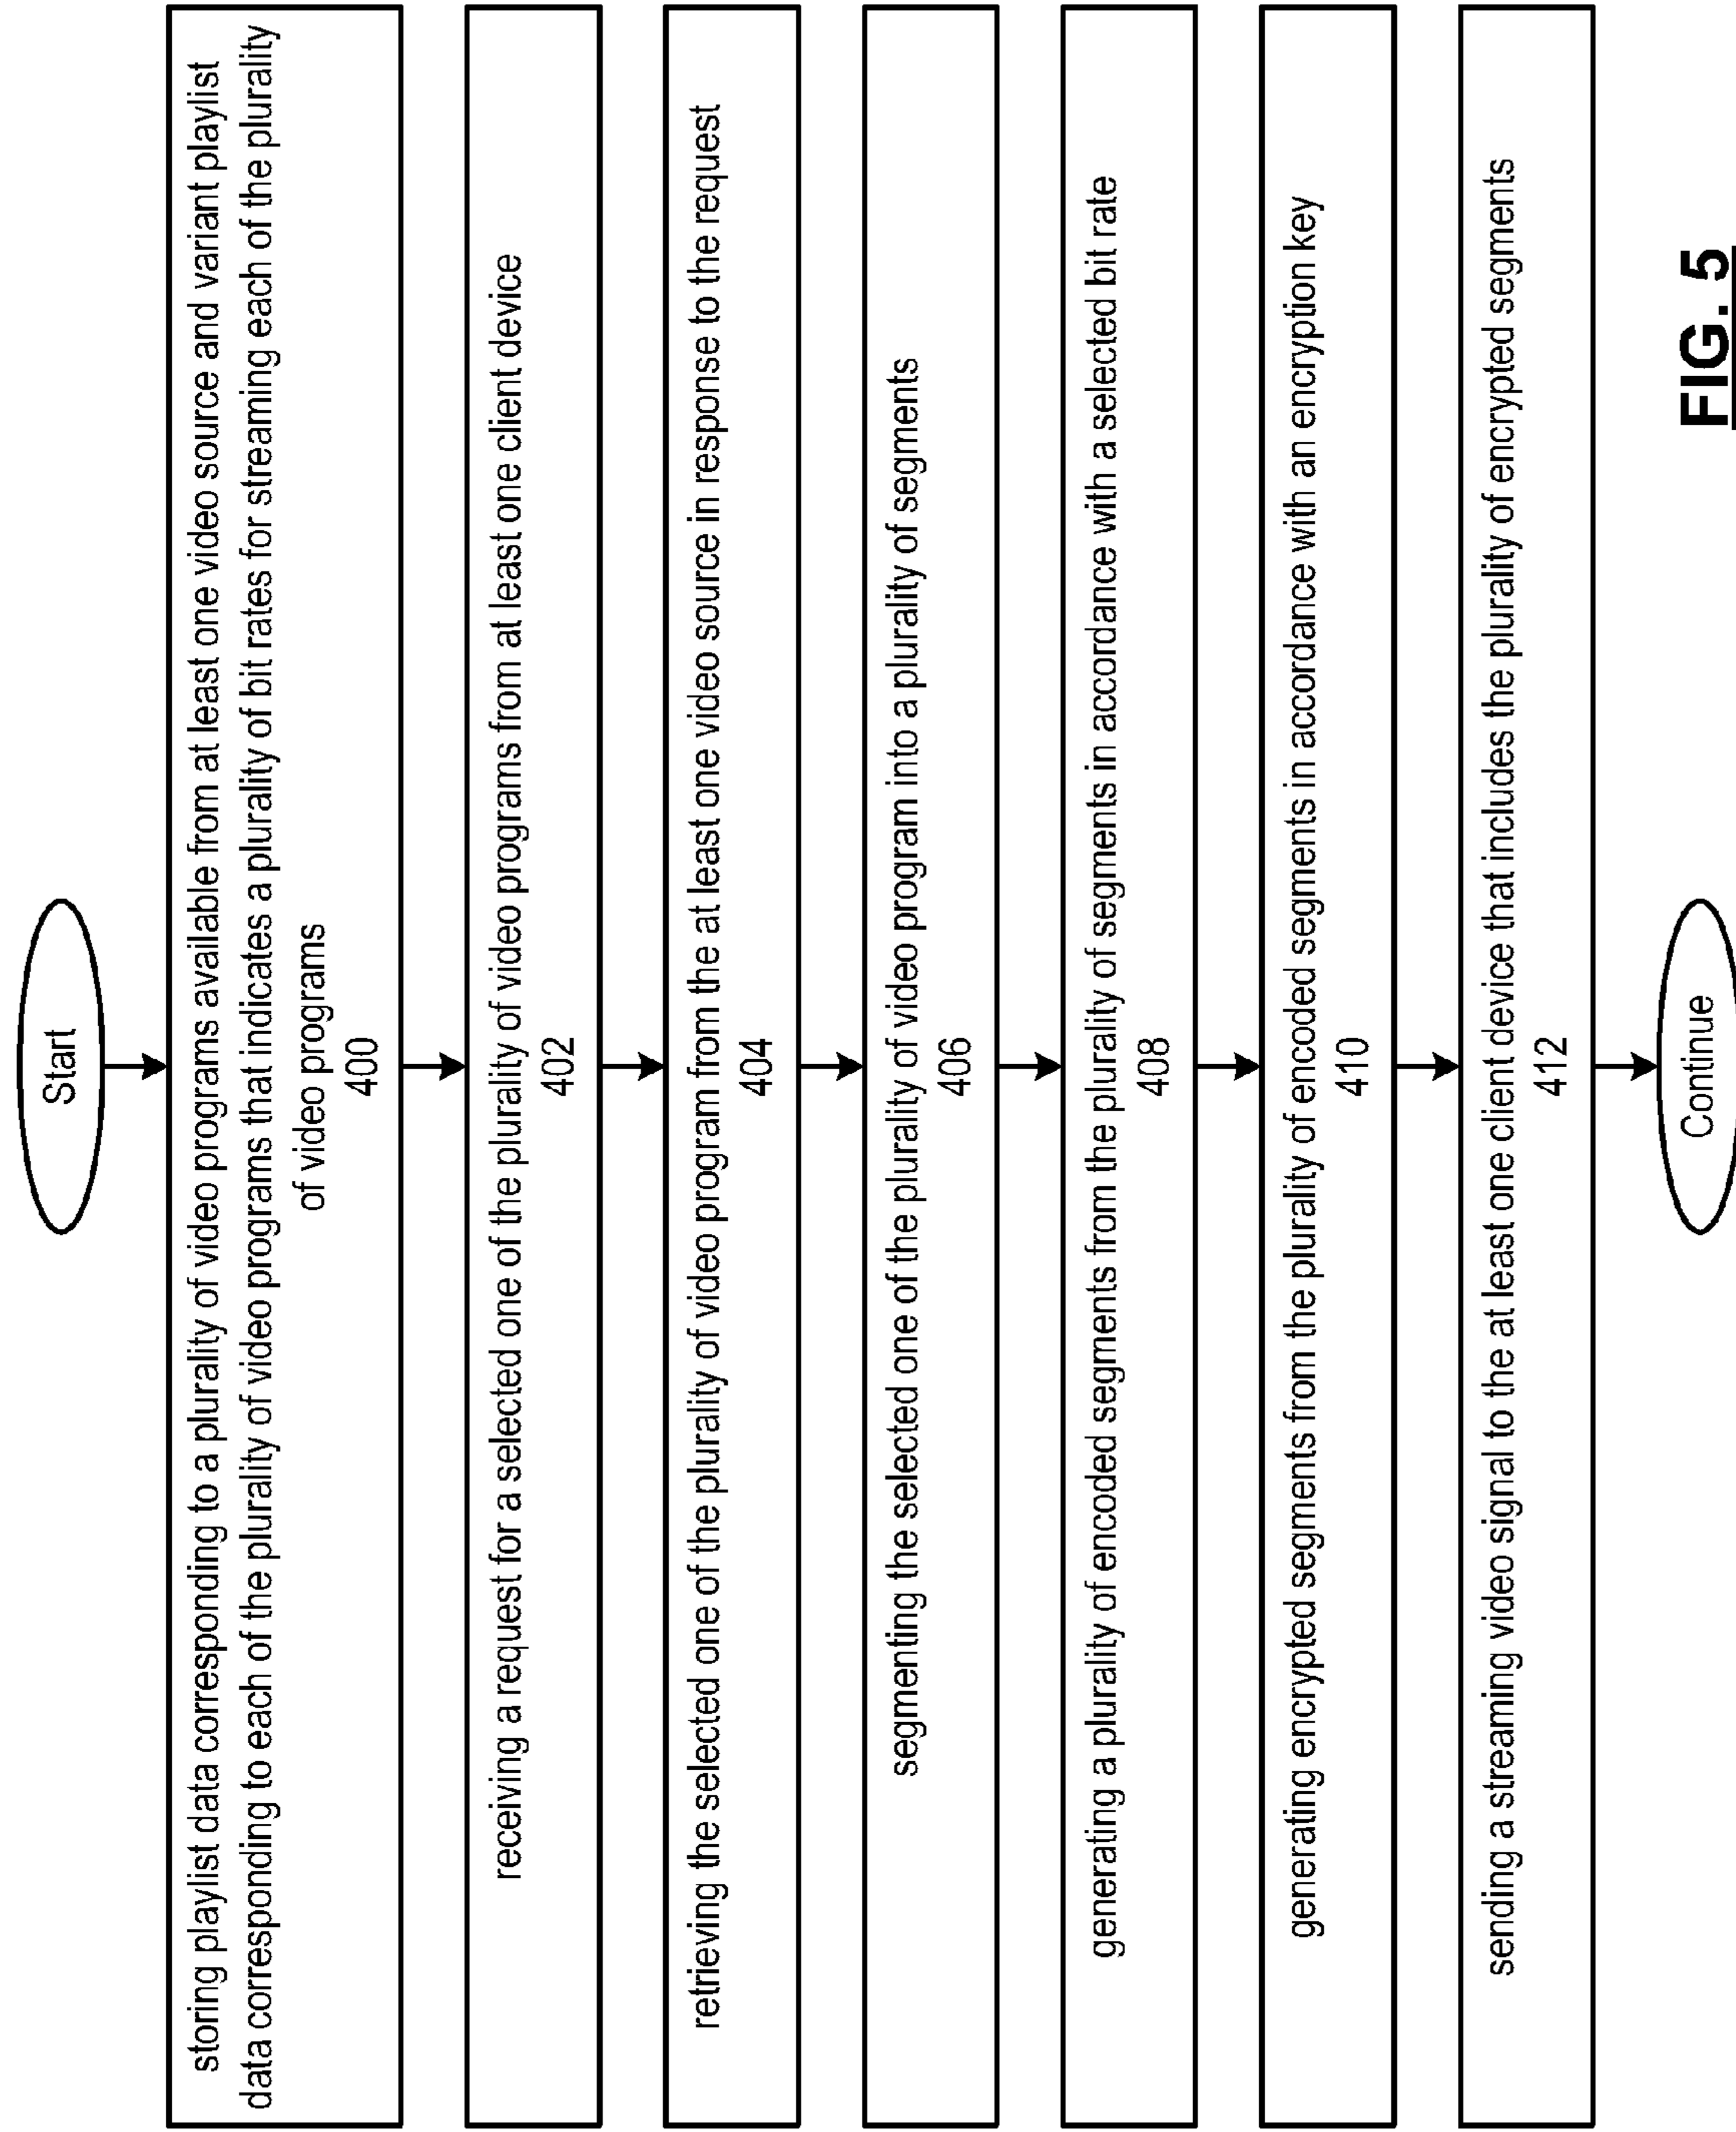 Start
storing playlist data corresponding to a plurality of video programs available from at least one video source and variant playlist
data corresponding to each of the plurality of video programs that indicates a plurality of bit rates for streaming each of the plurality
of video programs
400
receiving a request for a selected one of the plurality of video programs from at least one client device
402
retrieving the selected one of the plurality of video program from the at least one video source in response to the request
404
segmenting the selected one of the plurality of video program into a plurality of segments
406
generating a plurality of encoded segments from the plurality of segments in accordance with a selected bit rate
408
generating encrypted segments from the plurality of encoded segments in accordance with an encryption key
410
sending a streaming video signal to the at least one client device that includes the plurality of encrypted segments
412
Continue
FIG. 5